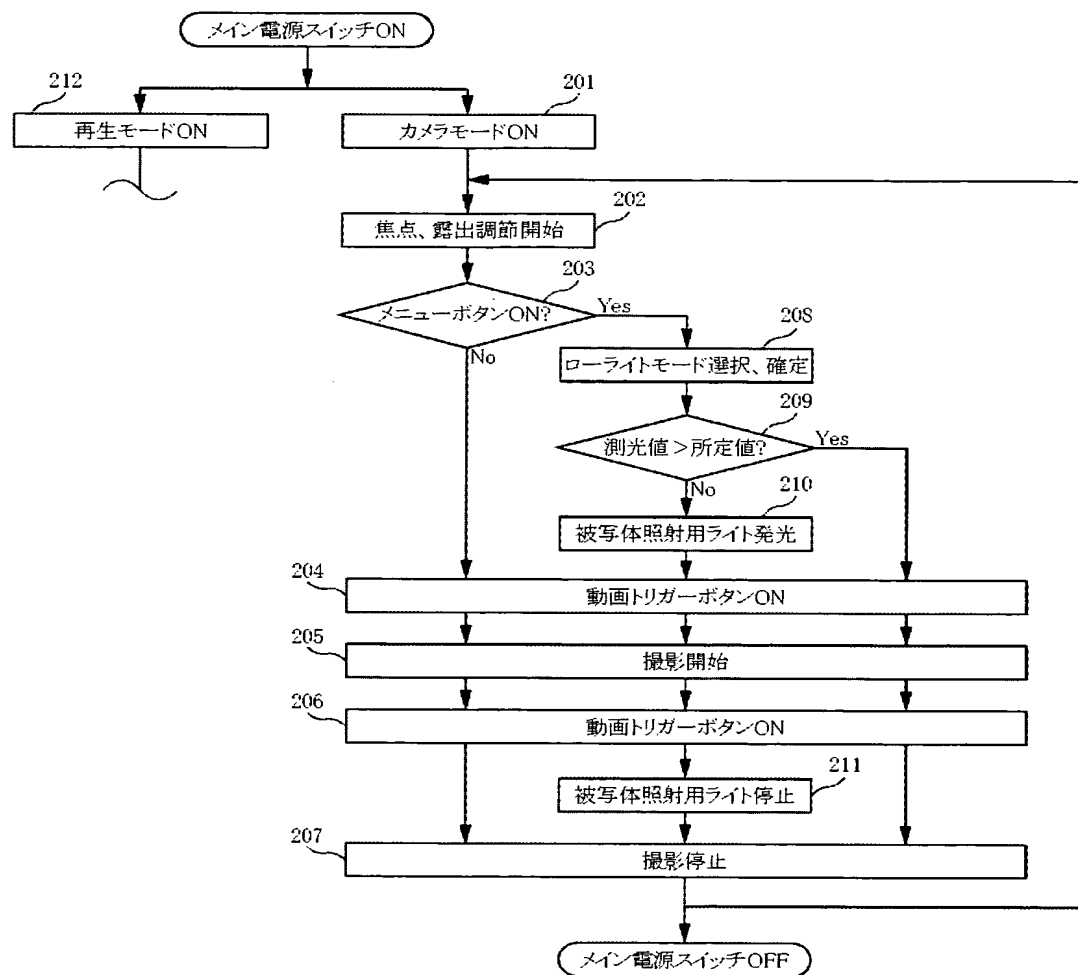 メイン電源スイッチON
212
再生モードON
201
カメラモードON
202
焦点、露出調節開始
203
メニューボタンON?
Yes
No
208
ローライトモード選択、確定
209
測光値＞所定値?
Yes
No
210
被写体照射用ライト発光
204
動画トリガーボタンON
205
撮影開始
206
動画トリガーボタンON
211
被写体照射用ライト停止
207
撮影停止
メイン電源スイッチOFF